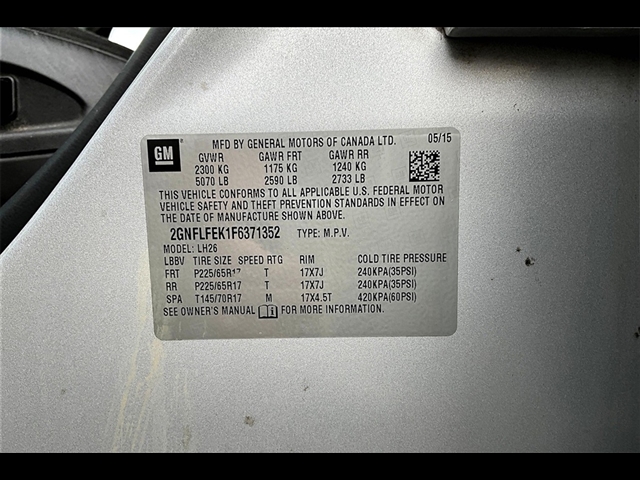 GM
MFD BY GENERAL MOTORS OF CANADA LTD. 05/15
GVWR GAWR FRT GAWR RR
2300 KG 1175 KG 1240 KG
5070 LB 2590 LB 2733 LB
THIS VEHICLE CONFORMS TO ALL APPLICABLE U.S. FEDERAL MOTOR
VEHICLE SAFETY AND THEFT PREVENTION STANDARDS IN EFFECT ON
THE DATE OF MANUFACTURE SHOWN ABOVE.
2GNFLFEK1F6371352 TYPE: M.P.V.
MODEL: LH26
LBBV TIRE SIZE SPEED RTG RIM COLD TIRE PRESSURE
FRT P225/65R17 T 17X7J 240KPA(35PSI)
RR P225/65R17 T 17X7J 240KPA(35PSI)
SPA T145/70R17 M 17X4.5T 420KPA(60PSI)
SEE OWNER'S MANUAL FOR MORE INFORMATION.